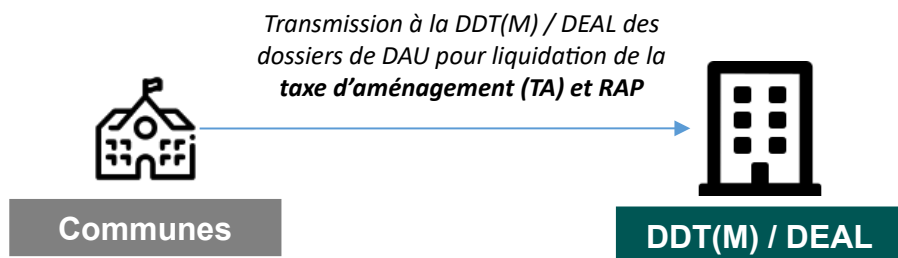 Transmission à la DDT(M) / DEAL des
dossiers de DAU pour liquidation de la
taxe d’aménagement (TA) et RAP
Communes
DDT(M) / DEAL